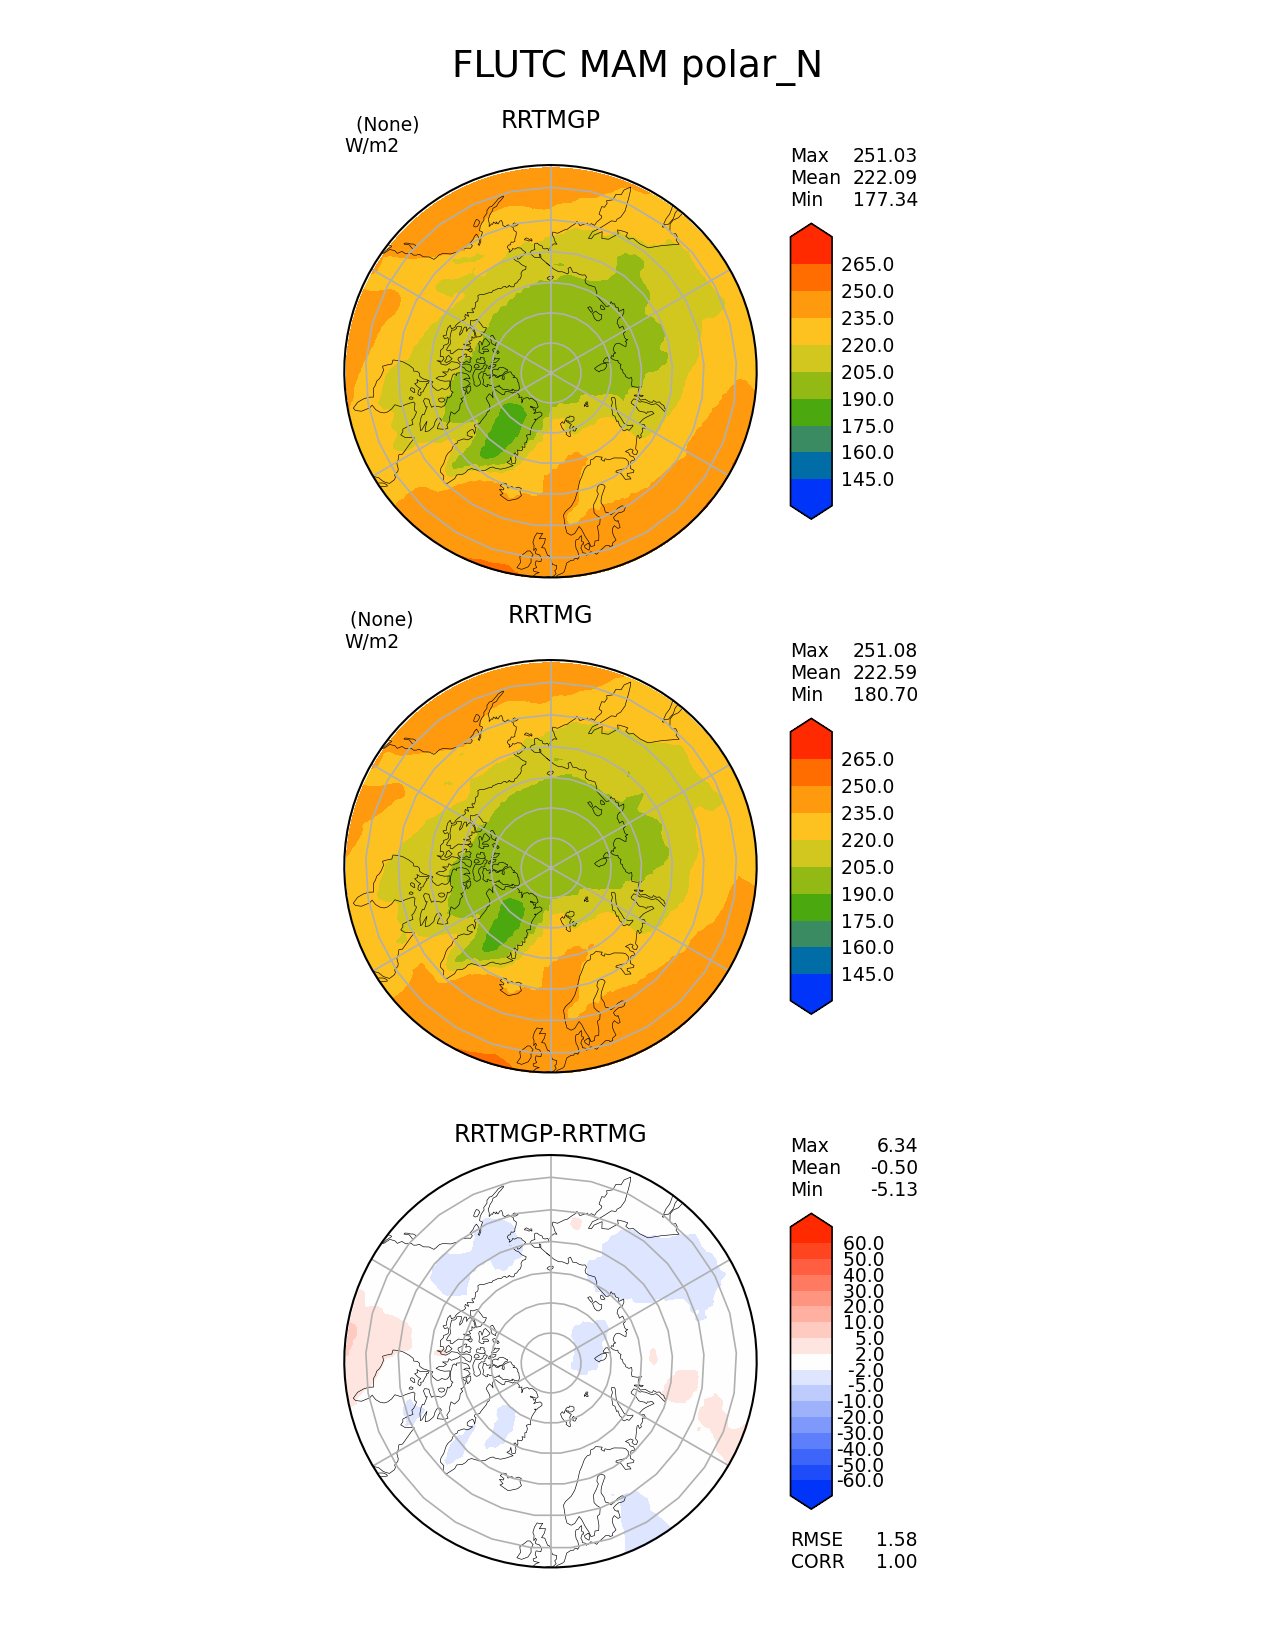 FLUTC MAM polar_N
(None)
RRTMGP
W/m2
Max 251.03
Mean 222.09
Min 177.34
265.0
250.0
235.0
220.0
205.0
190.0
175.0
160.0
145.0
(None)
RRTMG
W/m2
Max 251.08
Mean 222.59
Min 180.70
265.0
250.0
235.0
220.0
205.0
190.0
175.0
160.0
145.0
RRTMGP-RRTMG
Max 6.34
Mean -0.50
Min -5.13
60.0
50.0
40.0
30.0
20.0
10.0
5.0
2.0
-2.0
-5.0
-10.0
-20.0
-30.0
-40.0
-50.0
-60.0
RMSE 1.58
CORR 1.00